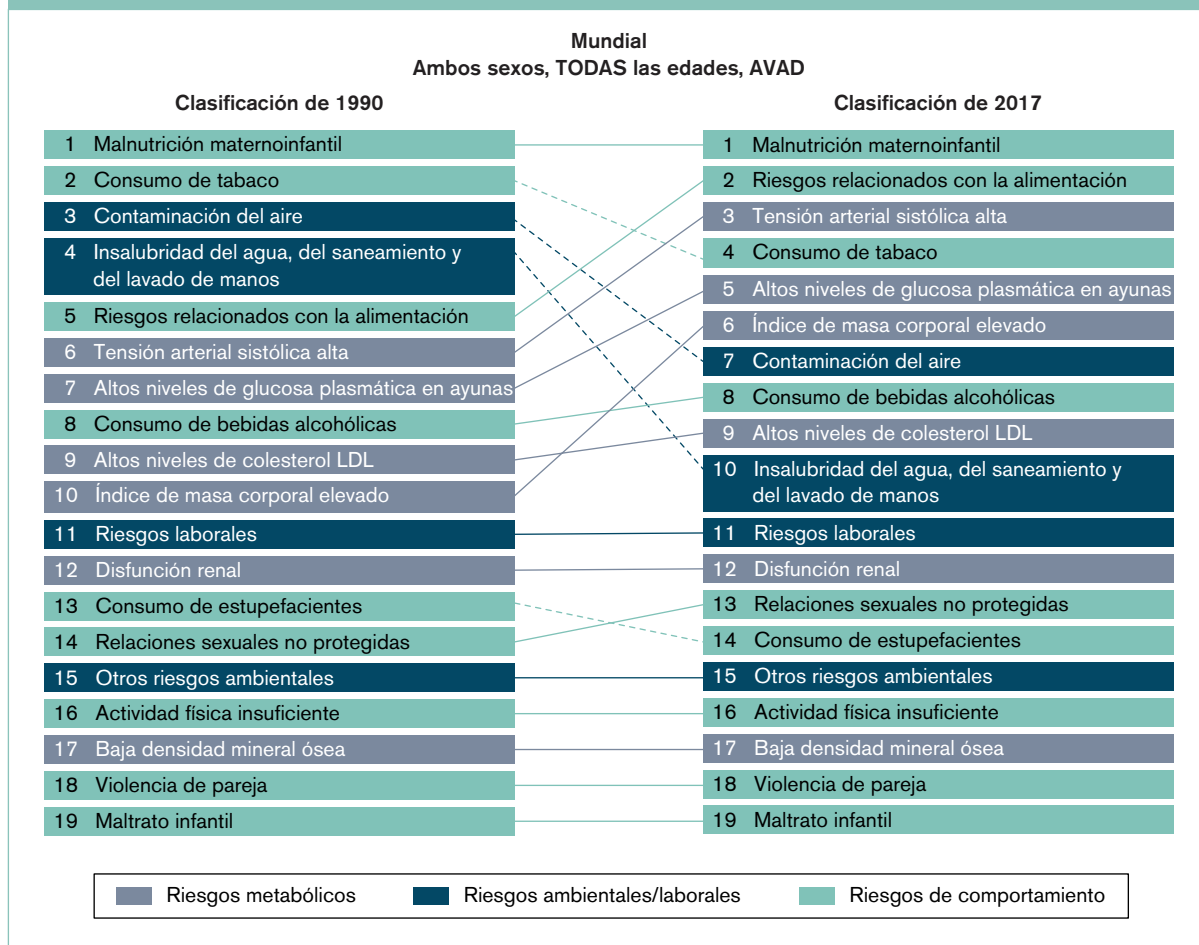 Mundial
Ambos sexos, TODAS las edades, AVAD
Clasificación de 1990
1 Malnutrición maternoinfantil
2 Consumo de tabaco
3 Contaminación del aire
4 Insalubridad del agua, del saneamiento y
del lavado de manos
5 Riesgos relacionados con la alimentación
6 Tensión arterial sistólica alta
7 Altos niveles de glucosa plasmática en ayunas
8 Consumo de bebidas alcohólicas
9 Altos niveles de colesterol LDL
10 Índice de masa corporal elevado
11 Riesgos laborales
12 Disfunción renal
13 Consumo de estupefacientes
14 Relaciones sexuales no protegidas
15 Otros riesgos ambientales
16 Actividad física insuficiente
17 Baja densidad mineral ósea
18 Violencia de pareja
19 Maltrato infantil
Clasificación de 2017
1 Malnutrición maternoinfantil
2 Riesgos relacionados con la alimentación
3 Tensión arterial sistólica alta
4 Consumo de tabaco
5 Altos niveles de glucosa plasmática en ayunas
6 Índice de masa corporal elevado
7 Contaminación del aire
8 Consumo de bebidas alcohólicas
9 Altos niveles de colesterol LDL
10 Insalubridad del agua, del saneamiento y
del lavado de manos
11 Riesgos laborales
12 Disfunción renal
13 Relaciones sexuales no protegidas
14 Consumo de estupefacientes
15 Otros riesgos ambientales
16 Actividad física insuficiente
17 Baja densidad mineral ósea
18 Violencia de pareja
19 Maltrato infantil
Riesgos metabólicos Riesgos ambientales/laborales Riesgos de comportamiento